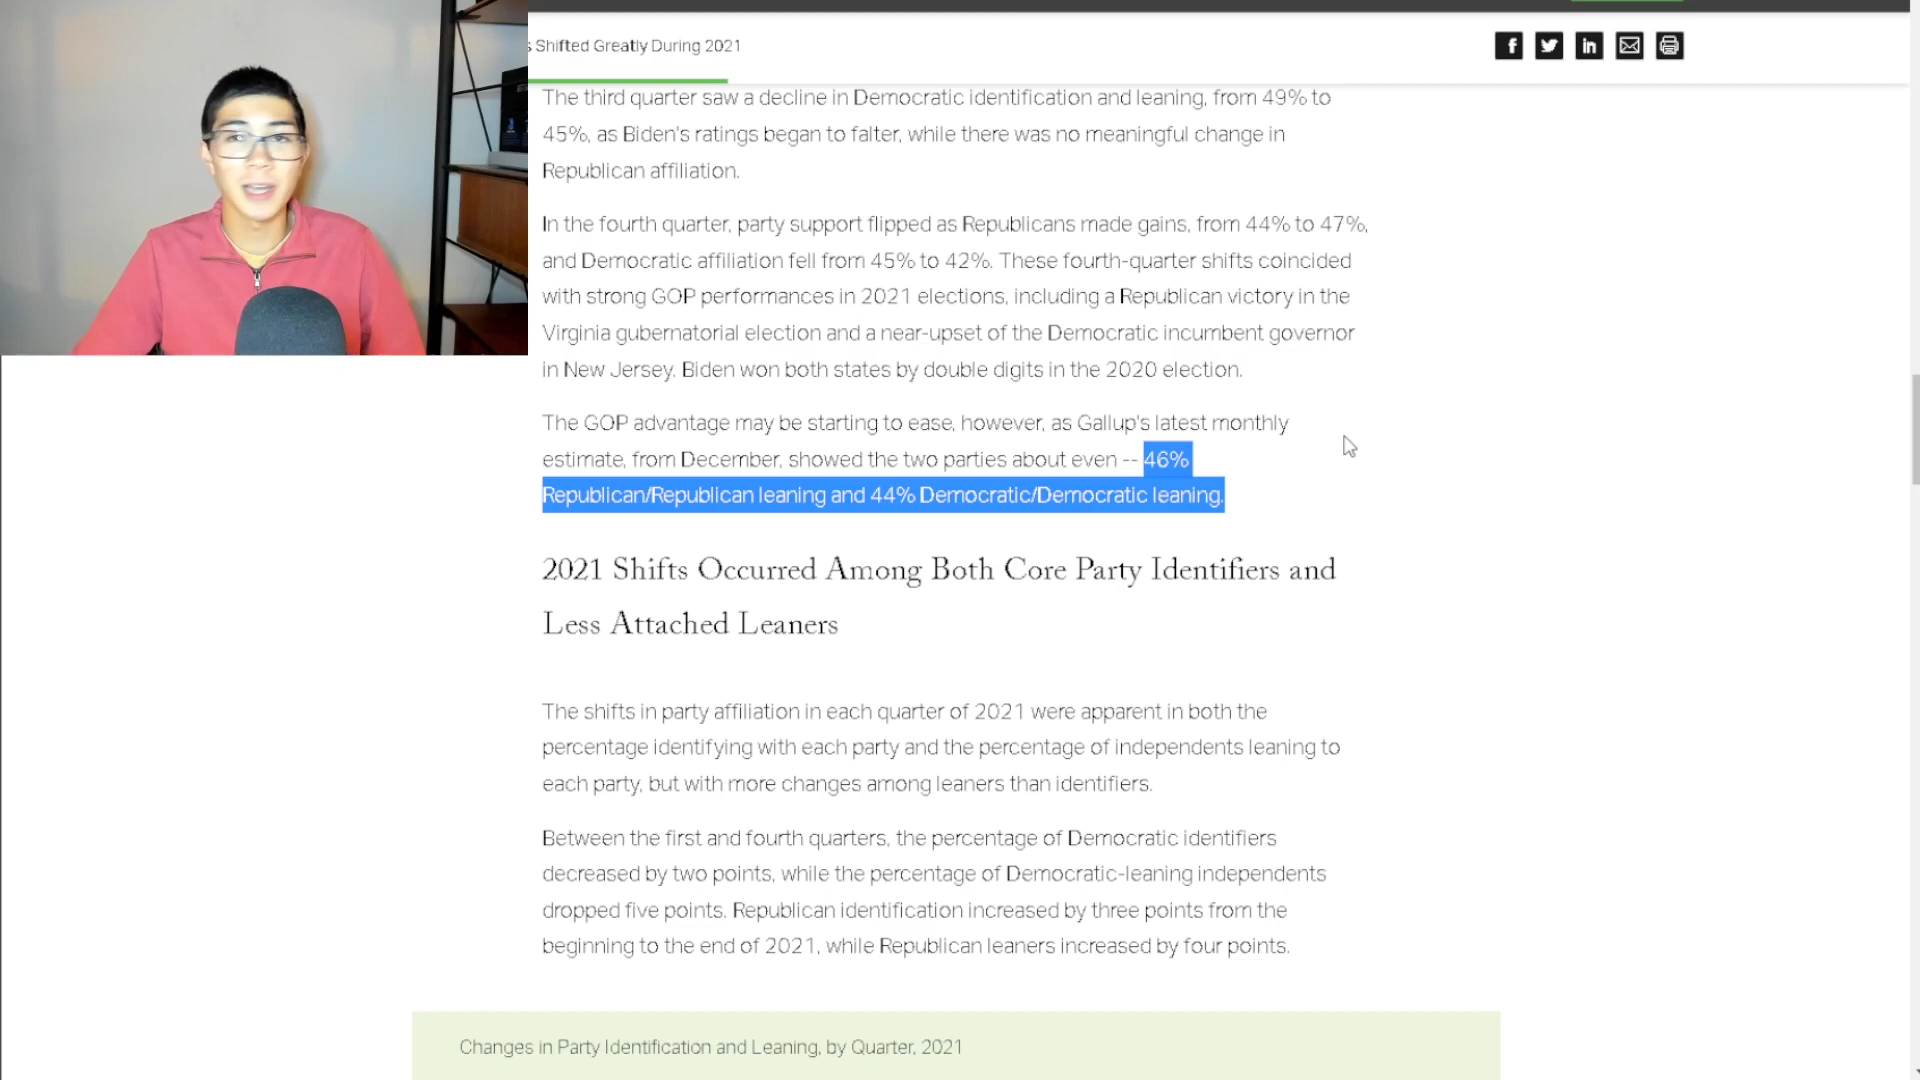 s Shifted Greatly During 2021
The third quarter saw a decline in Democratic identification and leaning, from 49% to
45%, as Biden's ratings began to falter, while there was no meaningful change in
Republican affiliation.
In the fourth quarter, party support flipped as Republicans made gains, from 44% to 47%,
and Democratic affiliation fell from 45% to 42%. These fourth-quarter shifts coincided
with strong GOP performances in 2021 elections, including a Republican victory in the
Virginia gubernatorial election and a near-upset of the Democratic incumbent governor
in New Jersey. Biden won both states by double digits in the 2020 election.
The GOP advantage may be starting to ease, however, as Gallup's latest monthly
estimate, from December, showed the two parties about even -- 46%
Republican/Republican leaning and 44% Democratic/Democratic leaning.
2021 Shifts Occurred Among Both Core Party Identifiers and
Less Attached Leaners
The shifts in party affiliation in each quarter of 2021 were apparent in both the
percentage identifying with each party and the percentage of independents leaning to
each party, but with more changes among leaners than identifiers.
Between the first and fourth quarters, the percentage of Democratic identifiers
decreased by two points, while the percentage of Democratic-leaning independents
dropped five points. Republican identification increased by three points from the
beginning to the end of 2021, while Republican leaners increased by four points.
Changes in Party Identification and Leaning, by Quarter, 2021